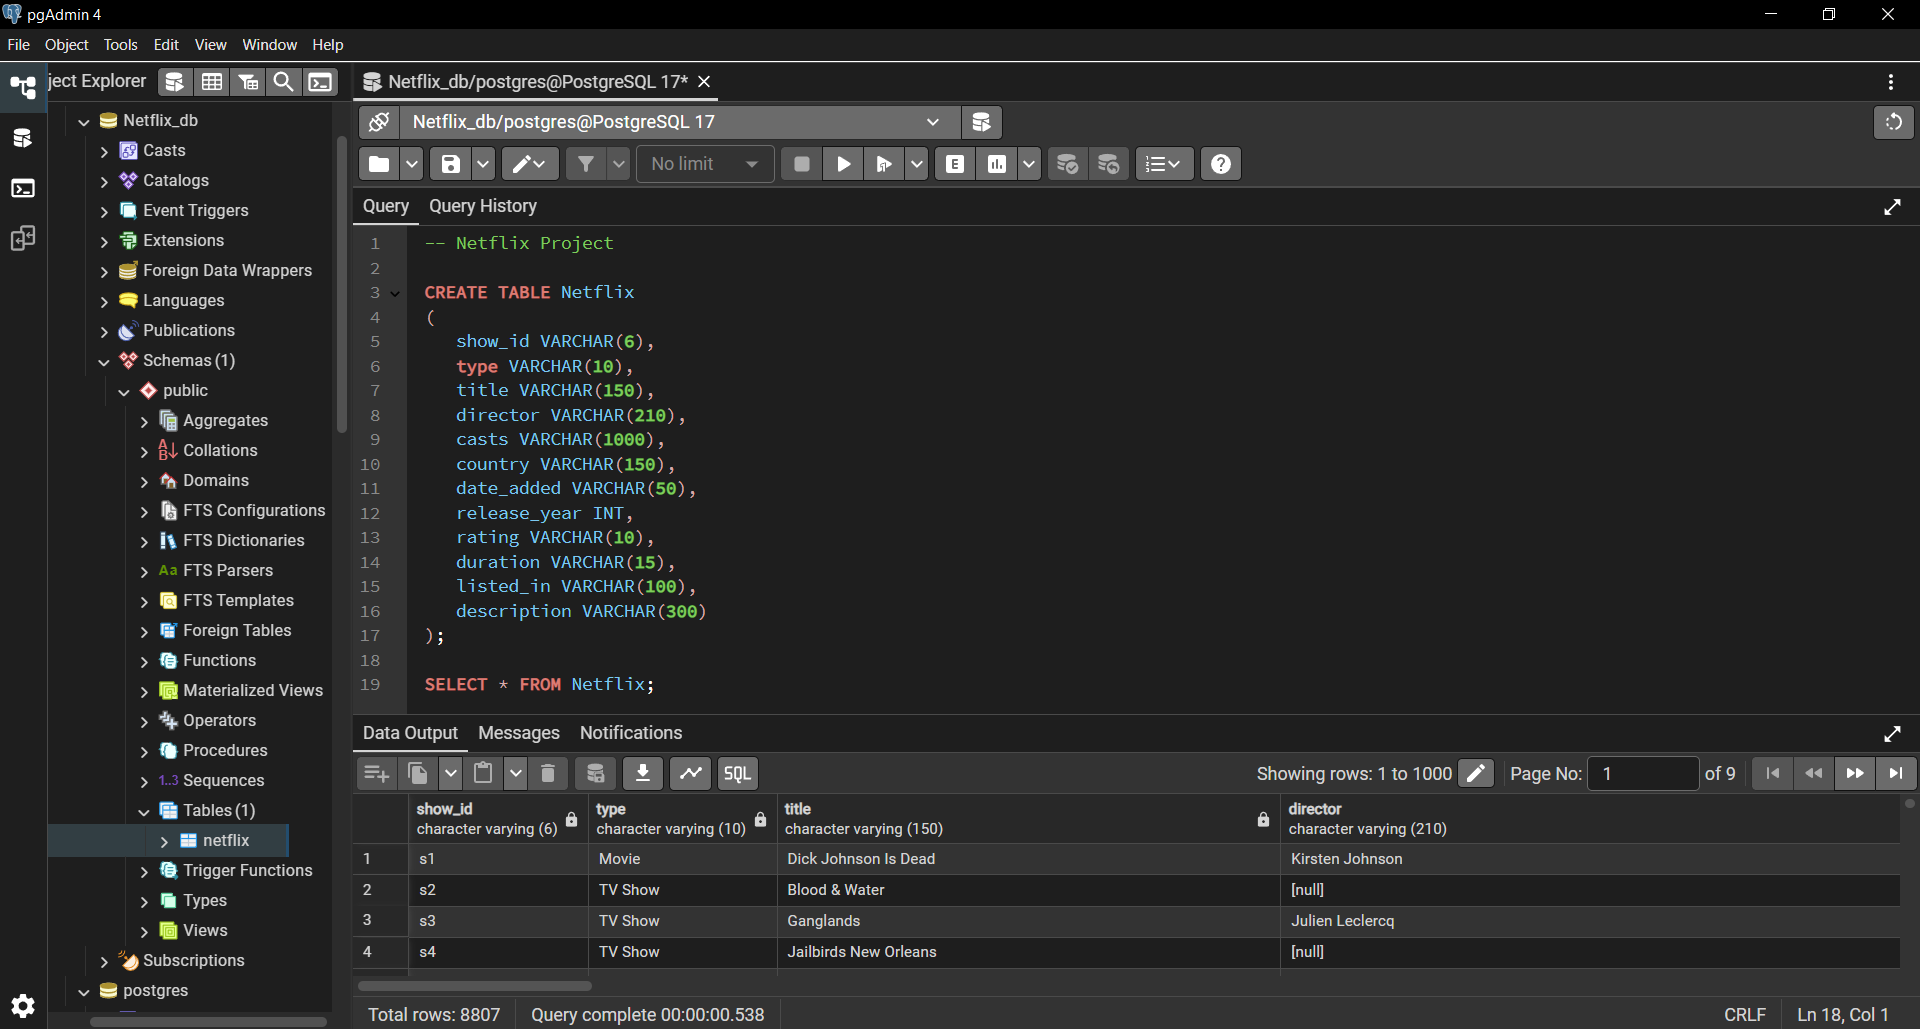 pgAdmin 4
File Object Tools Edit View Window Help
ject Explorer
Netflix_db/postgres@PostgreSQL 17*
Netflix_db
Casts
Catalogs
Event Triggers
Extensions
Foreign Data Wrappers
Languages
Publications
Schemas (1)
public
Aggregates
Collations
Domains
FTS Configurations
FTS Dictionaries
Aa FTS Parsers
FTS Templates
Foreign Tables
Functions
Materialized Views
Operators
Procedures
1..3 Sequences
Tables (1)
netflix
Trigger Functions
Types
Views
Subscriptions
postgres
Netflix_db/postgres@PostgreSQL 17
No limit
E
Query Query History
1 -- Netflix Project
2
3 CREATE TABLE Netflix
4 (
5 show_id VARCHAR(6),
6 type VARCHAR(10),
7 title VARCHAR(150),
8 director VARCHAR(210),
9 casts VARCHAR(1000),
10 country VARCHAR(150),
11 date_added VARCHAR(50),
12 release_year INT,
13 rating VARCHAR(10),
14 duration VARCHAR(15),
15 listed_in VARCHAR(100),
16 description VARCHAR(300)
17 );
18
19 SELECT * FROM Netflix;
Data Output Messages Notifications
SQL Showing rows: 1 to 1000 Page No: 1 of 9
show_id type title director
character varying (6) character varying (10) character varying (150) character varying (210)
1 s1 Movie Dick Johnson Is Dead Kirsten Johnson
2 s2 TV Show Blood & Water [null]
3 s3 TV Show Ganglands Julien Leclercq
4 s4 TV Show Jailbirds New Orleans [null]
Total rows: 8807 Query complete 00:00:00.538 CRLF Ln 18, Col 1